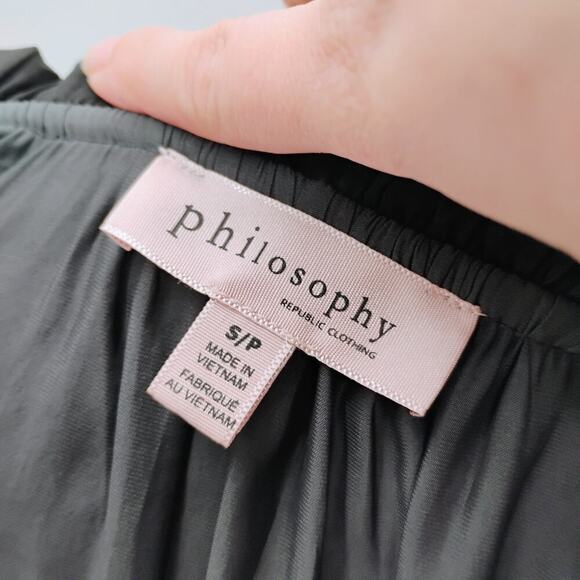 philosophy
REPUBLIC CLOTHING
S/P
MADE IN
VIETNAM
FABRIQUÉ
AU VIETNAM